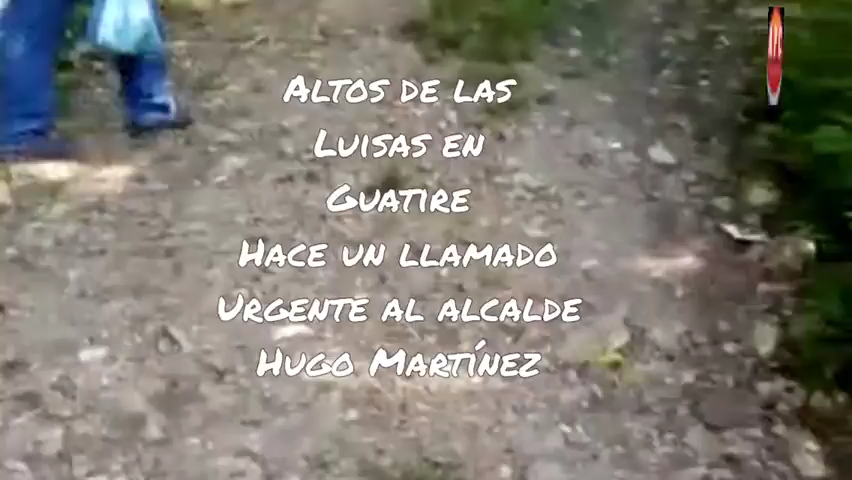 Altos de las
Luisas en
Guatire
Hace un llamado
Urgente al alcalde
Hugo Martínez